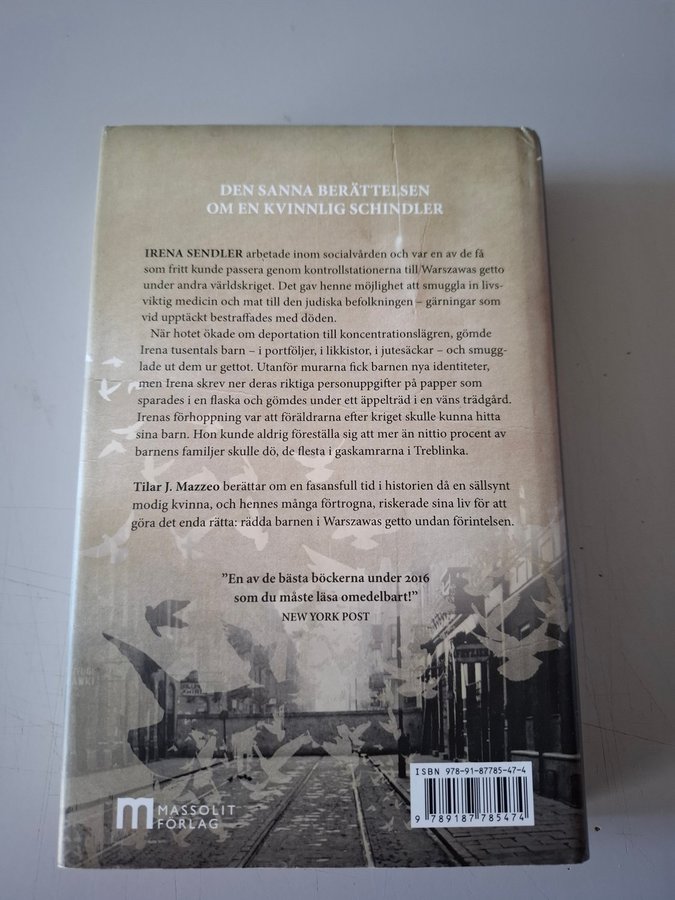 DEN SANNA BERÄTTELSEN
OM EN KVINNLIG SCHINDLER
IRENA SENDLER arbetade inom socialvården och var en av de få
som fritt kunde passera genom kontrollstationerna till Warszawas getto
under andra världskriget. Det gav henne möjlighet att smuggla in livs-
viktig medicin och mat till den judiska befolkningen – gärningar som
vid upptäckt bestraffades med döden.
När hotet ökade om deportation till koncentrationslägren, gömde
Irena tusentals barn – i portföljer, i likkistor, i jutesäckar – och smugg-
lade ut dem ur gettot. Utanför murarna fick barnen nya identiteter,
men Irena skrev ner deras riktiga personuppgifter på papper som
sparades i en flaska och gömdes under ett äppelträd i en väns trädgård.
Irenas förhoppning var att föräldrarna efter kriget skulle kunna hitta
sina barn. Hon kunde aldrig föreställa sig att mer än nittio procent av
barnens familjer skulle dö, de flesta i gaskamrarna i Treblinka.
Tilar J. Mazzeo berättar om en fasansfull tid i historien då en sällsynt
modig kvinna, och hennes många förtrogna, riskerade sina liv för att
göra det enda rätta: rädda barnen i Warszawas getto undan förintelsen.
”En av de bästa böckerna under 2016
som du måste läsa omedelbart!”
NEW YORK POST
MASSOLIT
FÖRLAG
ISBN 978-91-87785-47-4
9 789187 785474